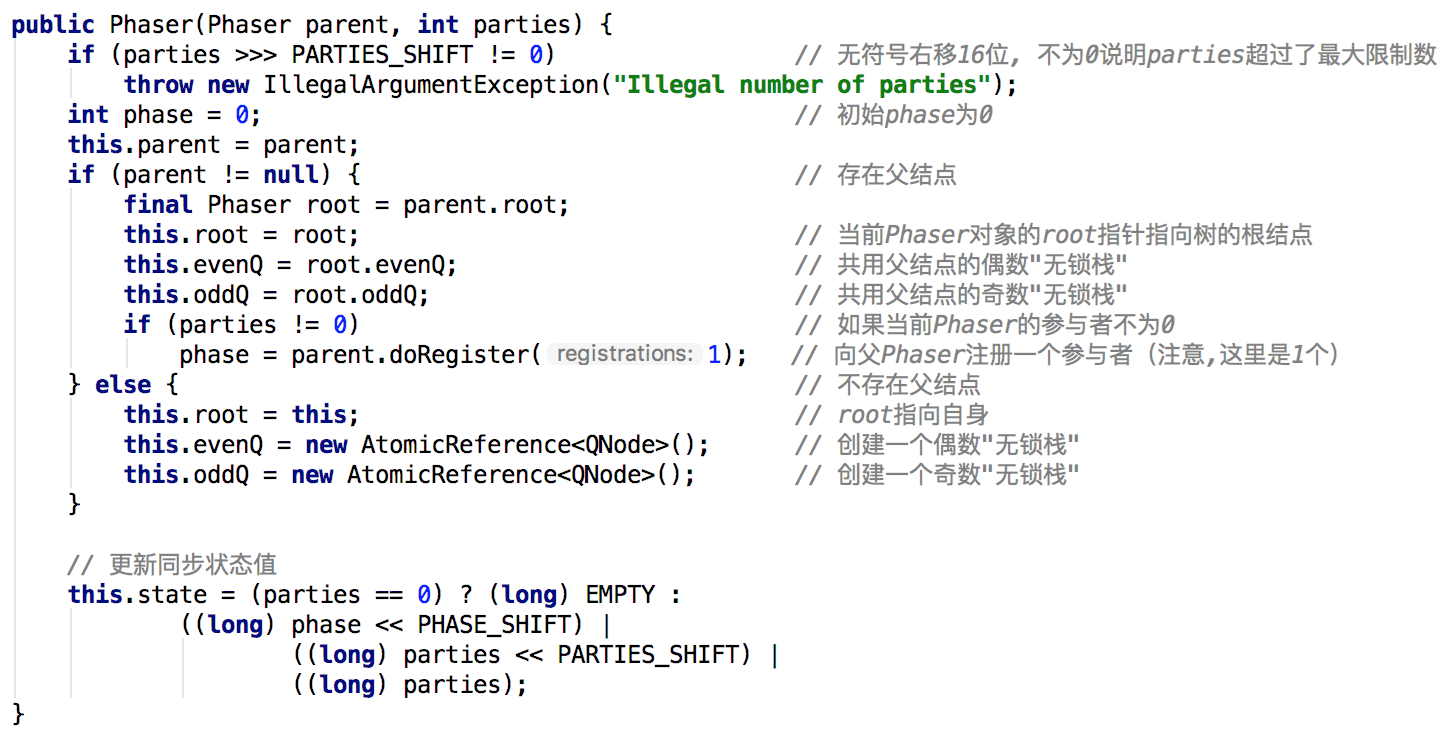 public Phaser(Phaser parent, int parties) {
    if (parties >>> PARTIES_SHIFT != 0)                 // 无符号右移16位, 不为0说明parties超过了最大限制数
        throw new IllegalArgumentException("Illegal number of parties");
    int phase = 0;                                      // 初始phase为0
    this.parent = parent;
    if (parent != null) {                               // 存在父结点
        final Phaser root = parent.root;
        this.root = root;                               // 当前Phaser对象的root指针指向树的根结点
        this.evenQ = root.evenQ;                        // 共用父结点的偶数"无锁栈"
        this.oddQ = root.oddQ;                          // 共用父结点的奇数"无锁栈"
        if (parties != 0)                               // 如果当前Phaser的参与者不为0
            phase = parent.doRegister( registrations: 1);   // 向父Phaser注册一个参与者（注意,这里是1个）
    } else {                                            // 不存在父结点
        this.root = this;                               // root指向自身
        this.evenQ = new AtomicReference<QNode>();      // 创建一个偶数"无锁栈"
        this.oddQ = new AtomicReference<QNode>();       // 创建一个奇数"无锁栈"
    }
    // 更新同步状态值
    this.state = (parties == 0) ? (long) EMPTY :
            ((long) phase << PHASE_SHIFT) |
                    ((long) parties << PARTIES_SHIFT) |
                    ((long) parties);
}